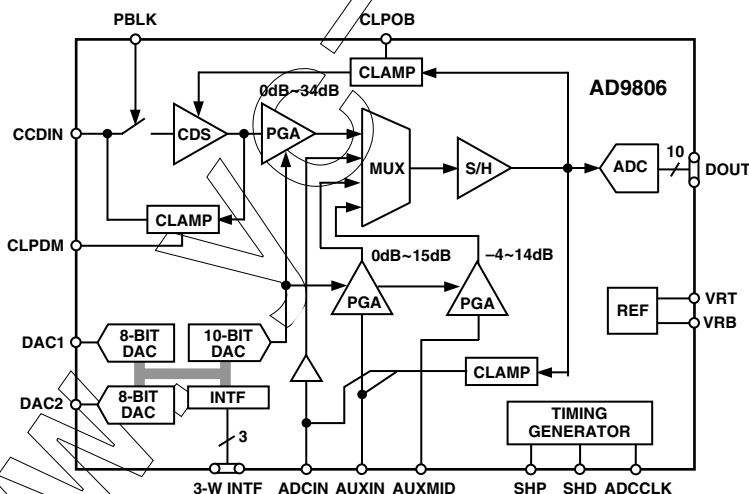 PBLK
CLPOB
CLAMP
AD9806
0dB~34dB
CCDIN
CDS
PGA
MUX
S/H
ADC
10
DOUT
CLAMP
CLPDM
0dB~15dB
–4~14dB
PGA
PGA
REF
VRT
VRB
DAC1
8-BIT
DAC
10-BIT
DAC
CLAMP
DAC2
8-BIT
DAC
INTF
TIMING
GENERATOR
3
3-W INTF
ADCIN
AUXIN
AUXMID
SHP
SHD
ADCCLK